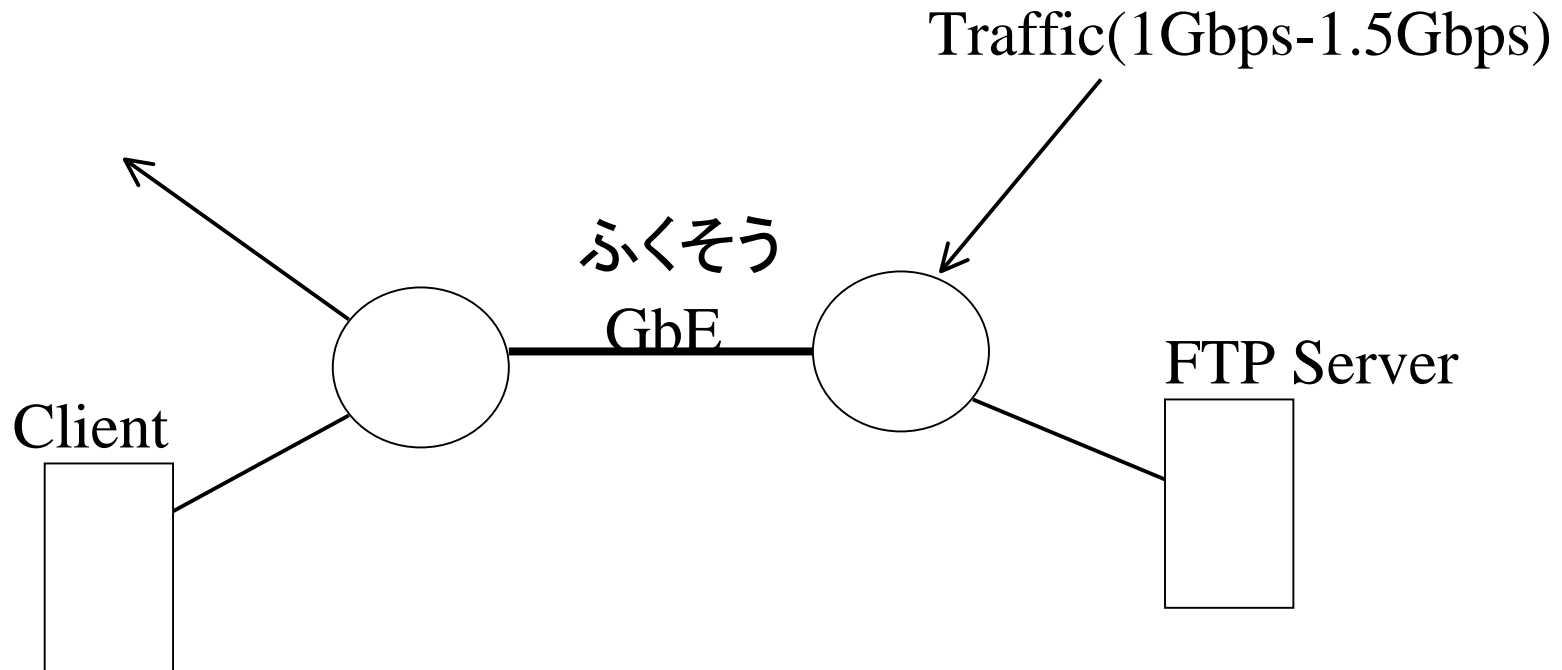 Traffic(1Gbps-1.5Gbps)
ふくそう
GbE
FTP Server
Client